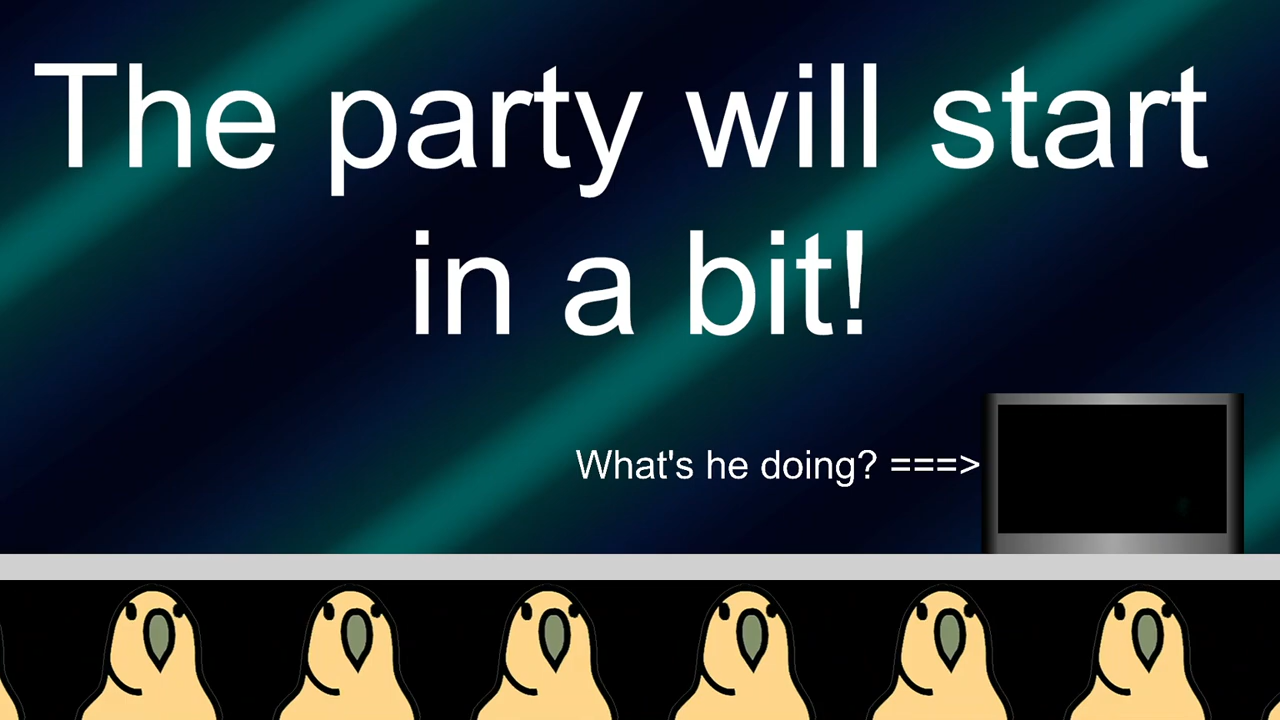 The party will start
in a bit!
What's he doing? ===>